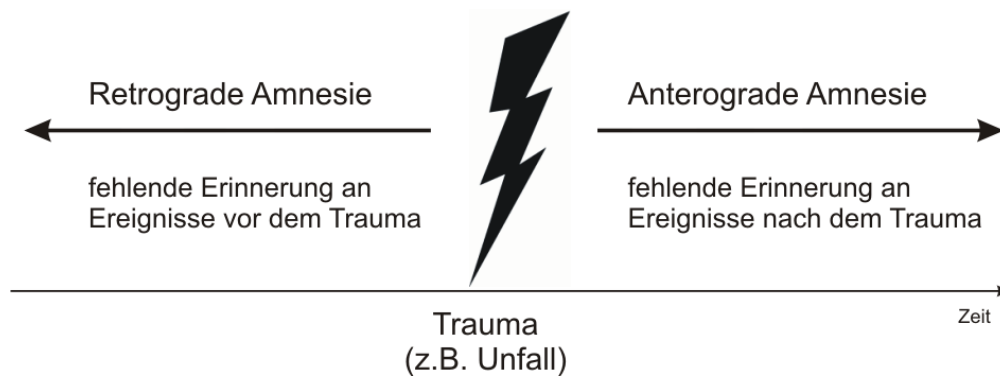 Retrograde Amnesie
fehlende Erinnerung an
Ereignisse vor dem Trauma
Anterograde Amnesie
fehlende Erinnerung an
Ereignisse nach dem Trauma
Zeit
Trauma
(z.B. Unfall)